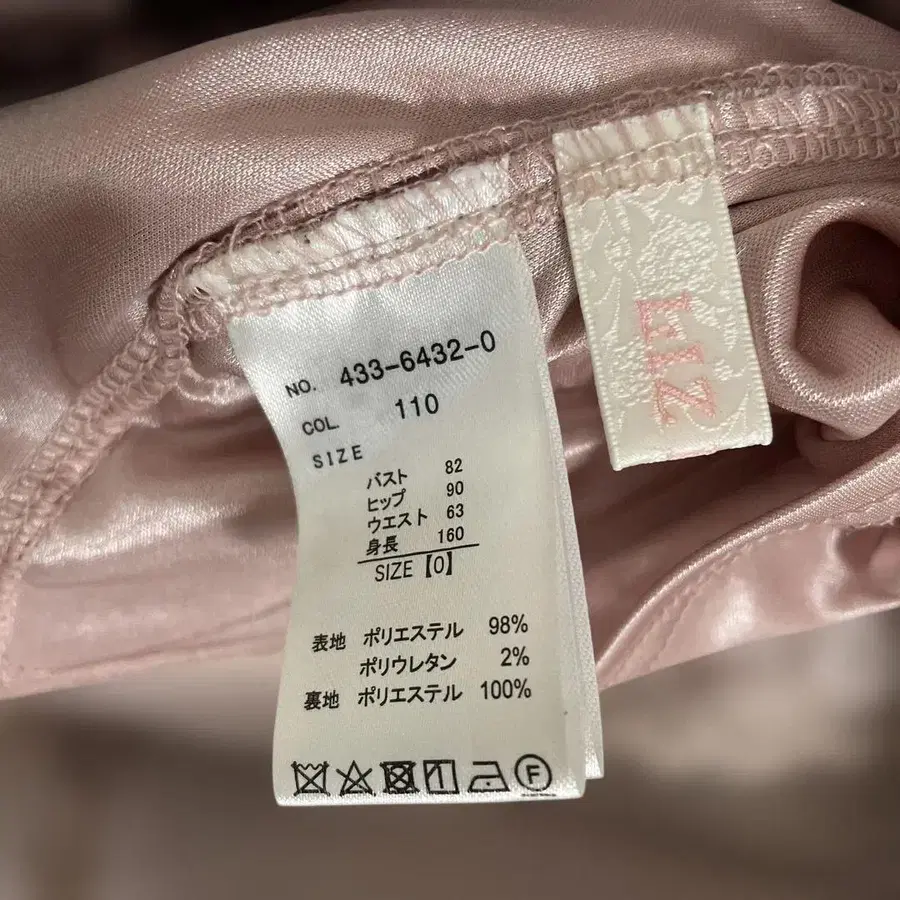 NO. 433-6432-0
COL 110
SIZE
バスト 82
ヒップ 90
ウエスト 63
身長 160
SIZE【0】
表地 ポリエステル 98%
ポリウレタン 2%
裏地 ポリエステル 100%
F